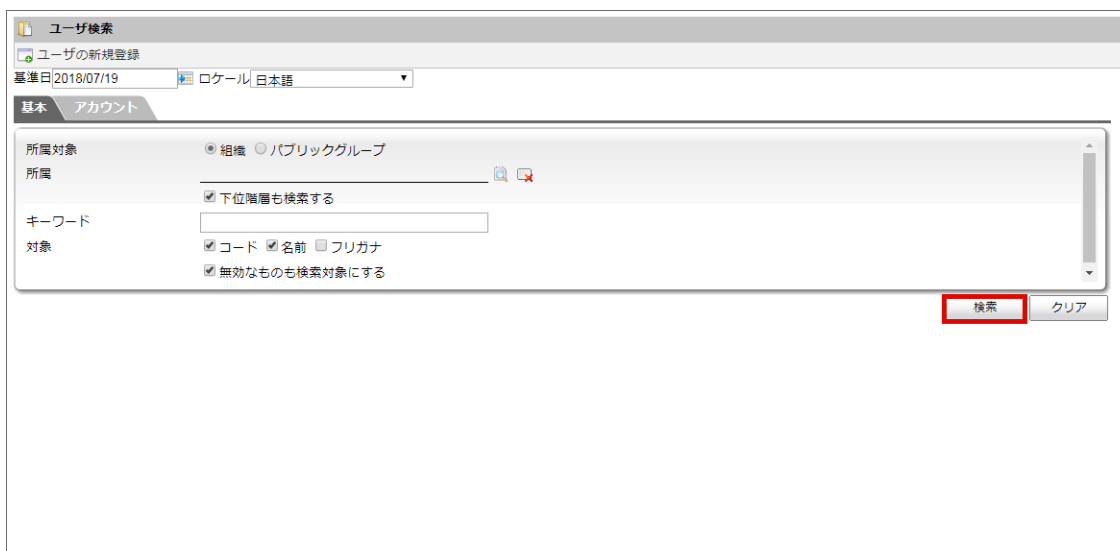 ユーザ検索
ユーザの新規登録
基準日 2018/07/19 ロケール 日本語
基本 アカウント
所属対象 組織 パブリックグループ
所属
下位階層も検索する
キーワード
対象 コード 名前 フリガナ
無効なものも検索対象にする
検索 クリア